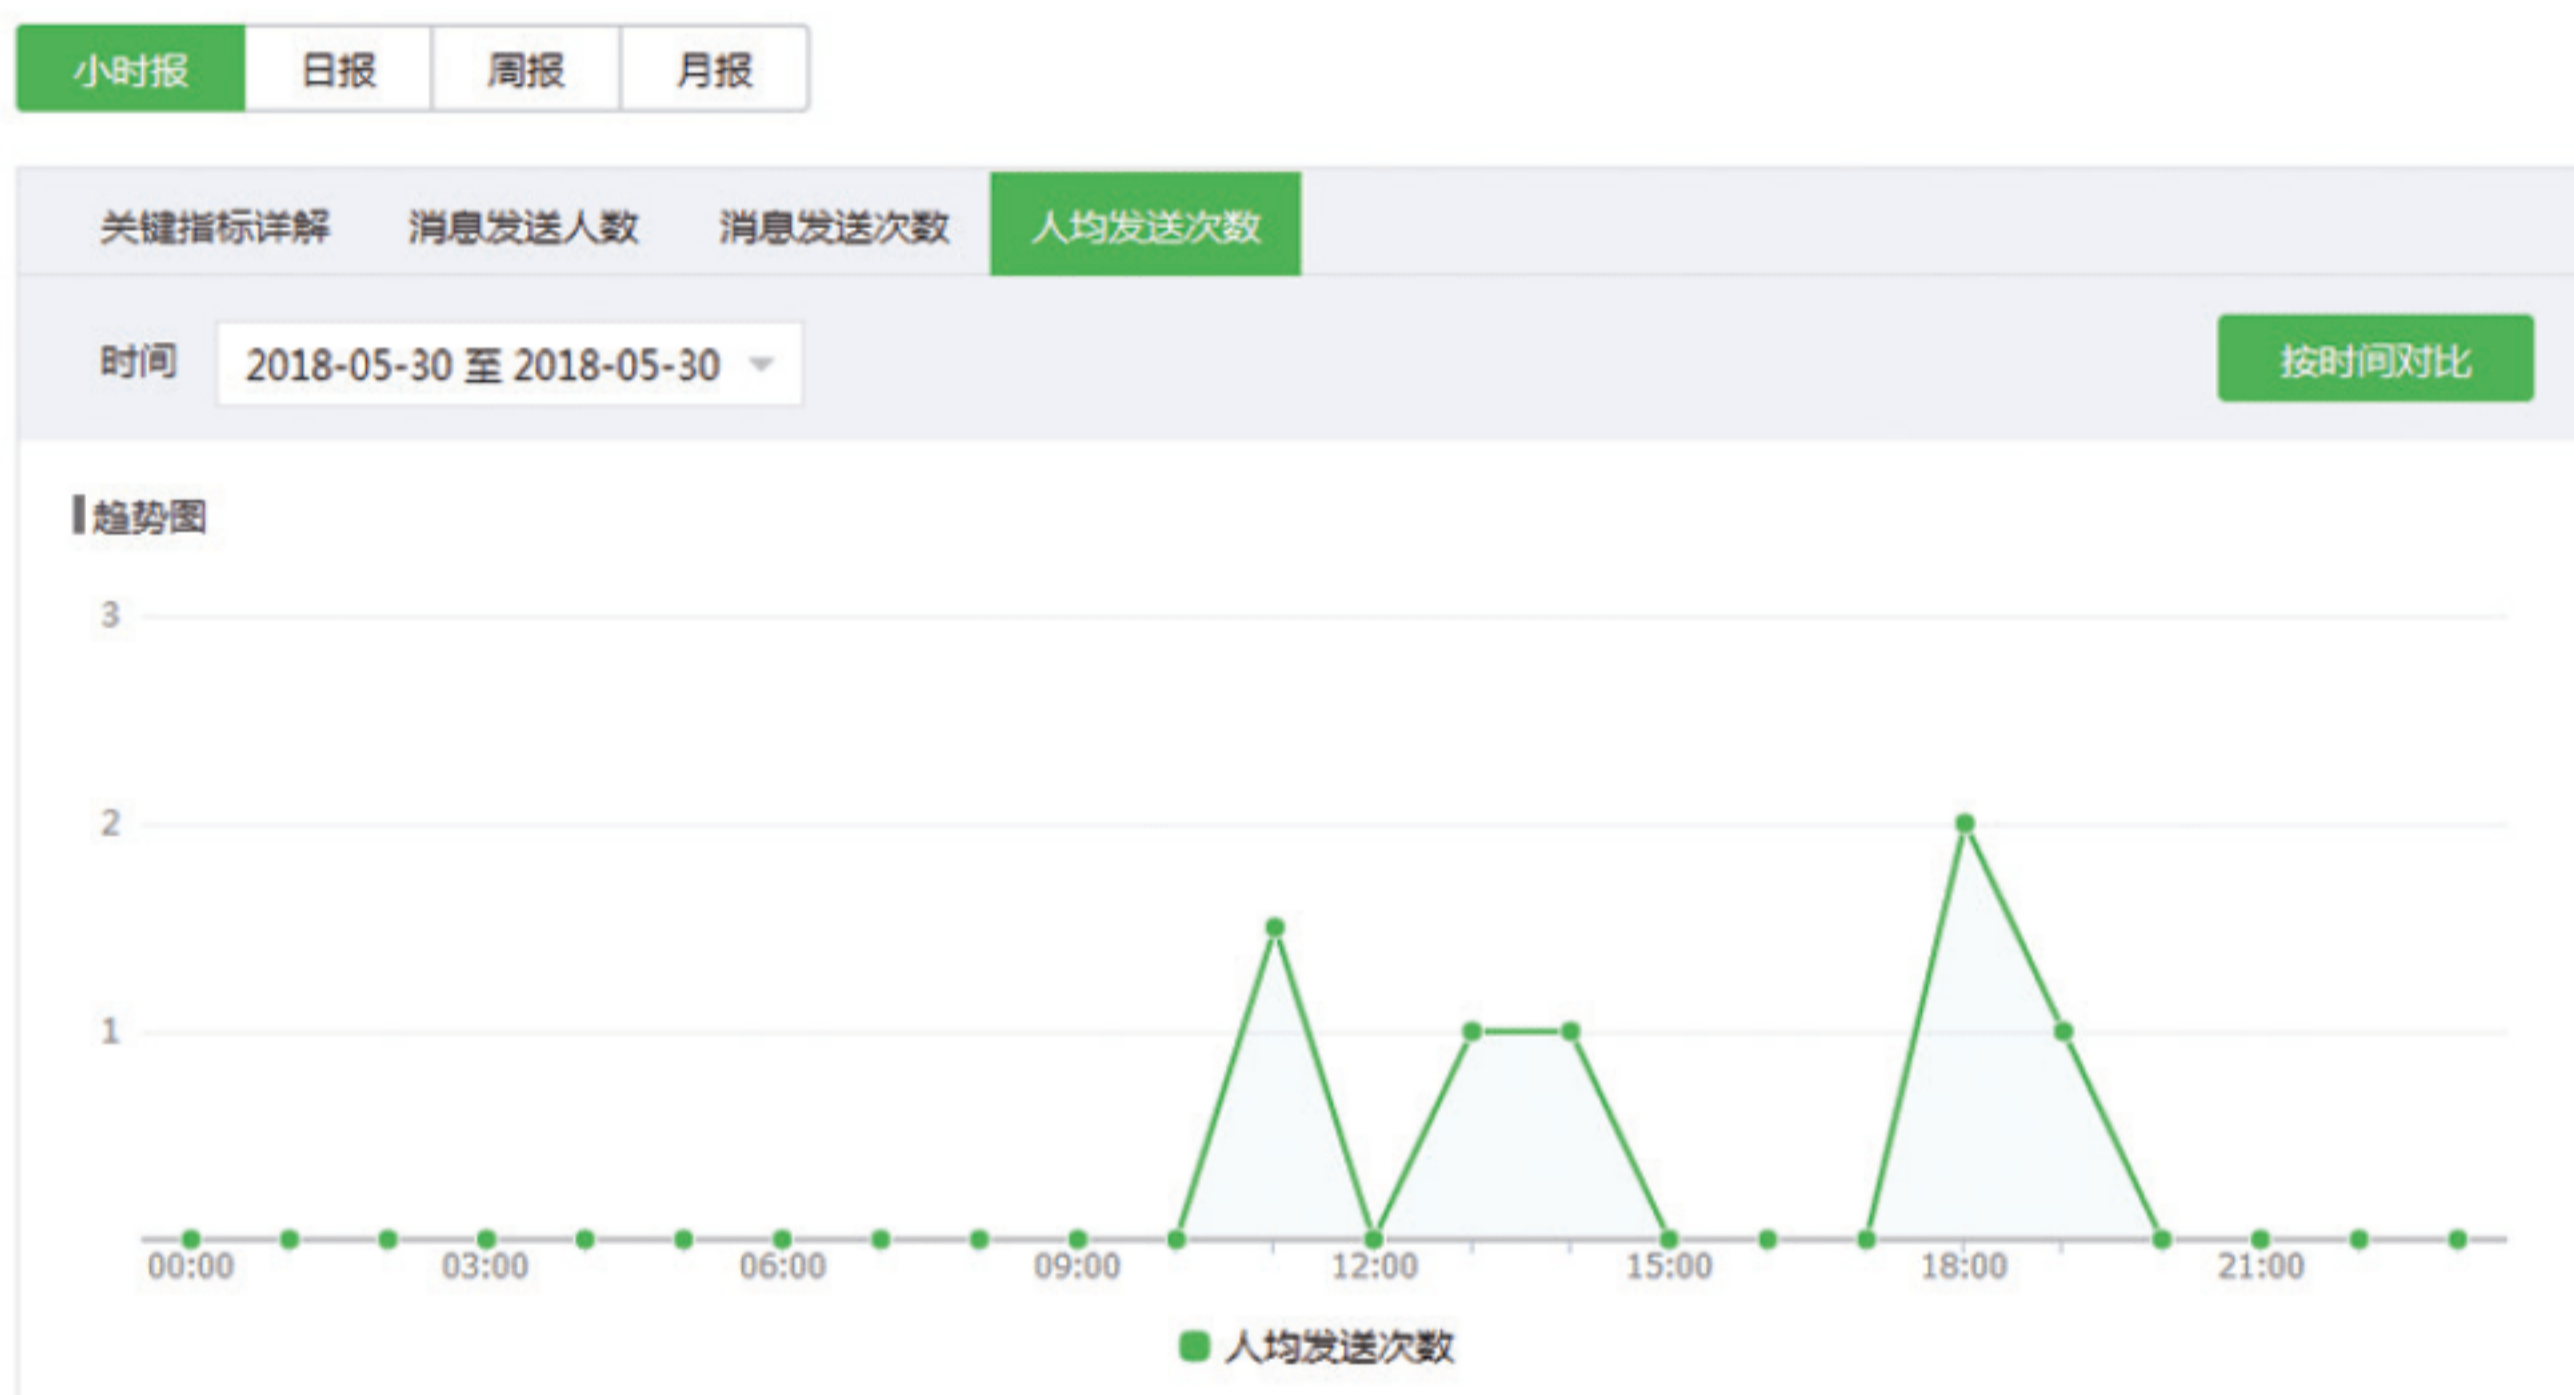 小时报 日报 周报 月报
关键指标详解 消息发送人数 消息发送次数 人均发送次数
时间 2018-05-30 至 2018-05-30 按时间对比
趋势图
3
2
1
00:00 03:00 06:00 09:00 12:00 15:00 18:00 21:00
人均发送次数